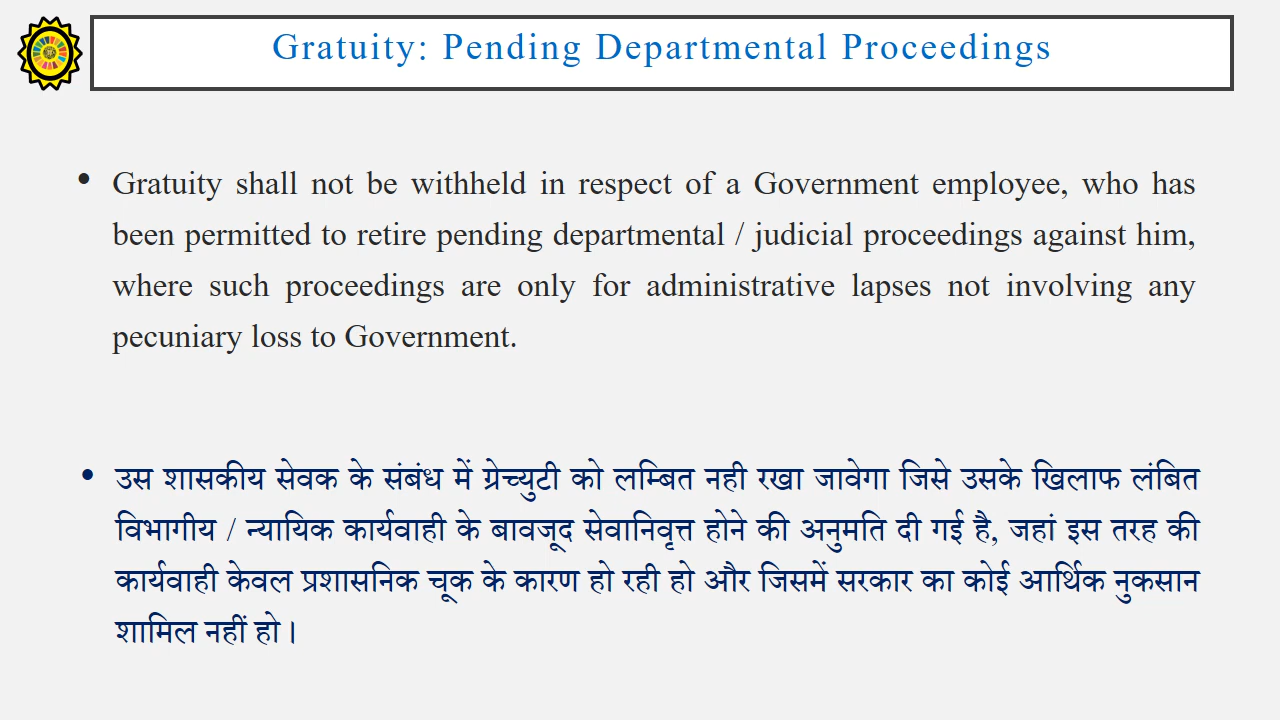 Gratuity: Pending Departmental Proceedings
• Gratuity shall not be withheld in respect of a Government employee, who has
been permitted to retire pending departmental / judicial proceedings against him,
where such proceedings are only for administrative lapses not involving any
pecuniary loss to Government.
• उस शासकीय सेवक के संबंध में ग्रेच्युटी को लम्बित नही रखा जावेगा जिसे उसके खिलाफ लंबित
विभागीय / न्यायिक कार्यवाही के बावजूद सेवानिवृत्त होने की अनुमति दी गई है, जहां इस तरह की
कार्यवाही केवल प्रशासनिक चूक के कारण हो रही हो और जिसमें सरकार का कोई आर्थिक नुकसान
शामिल नहीं हो।